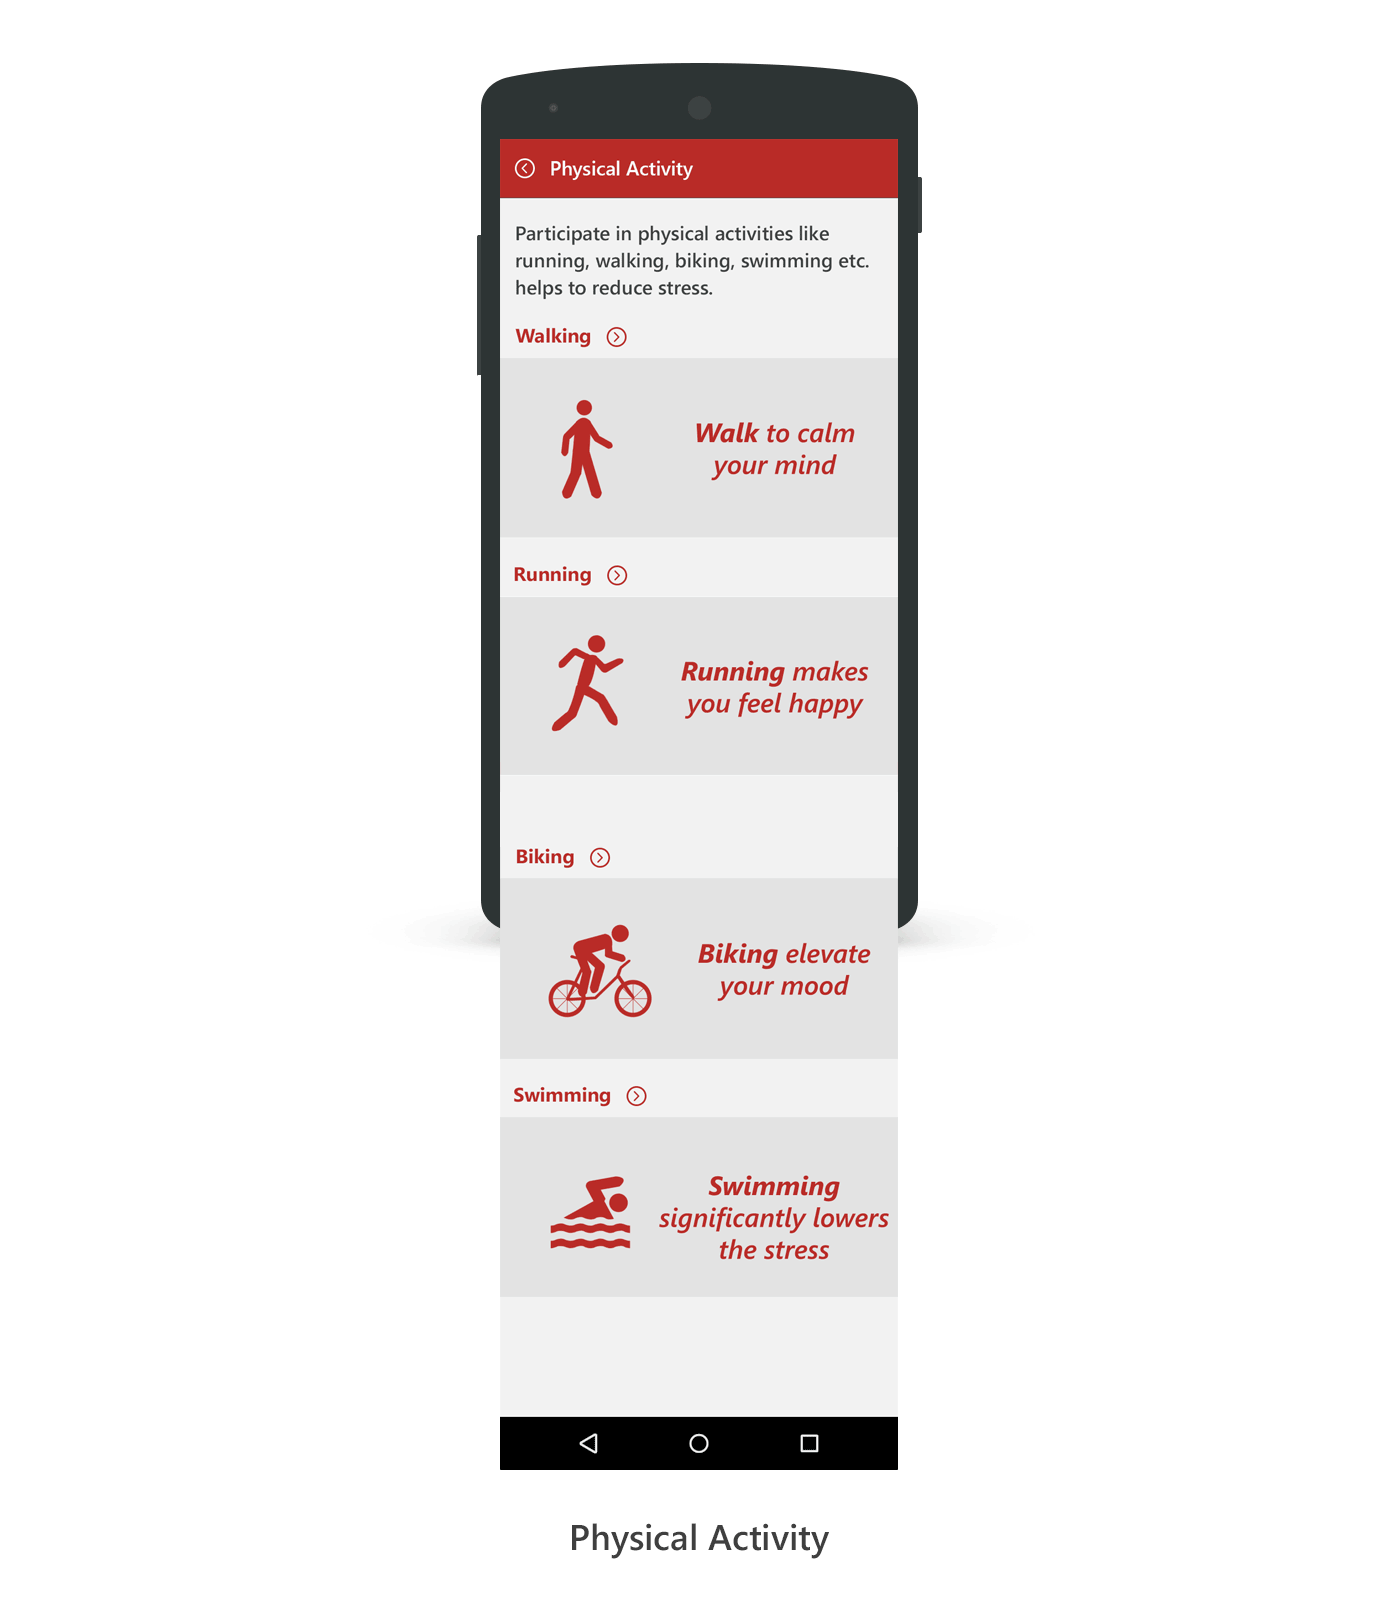 Physical Activity
Participate in physical activities like
running, walking, biking, swimming etc.
helps to reduce stress.
Walking
Walk to calm
your mind
Running
Running makes
you feel happy
Biking
Biking elevate
your mood
Swimming
Swimming
significantly lowers
the stress
Physical Activity